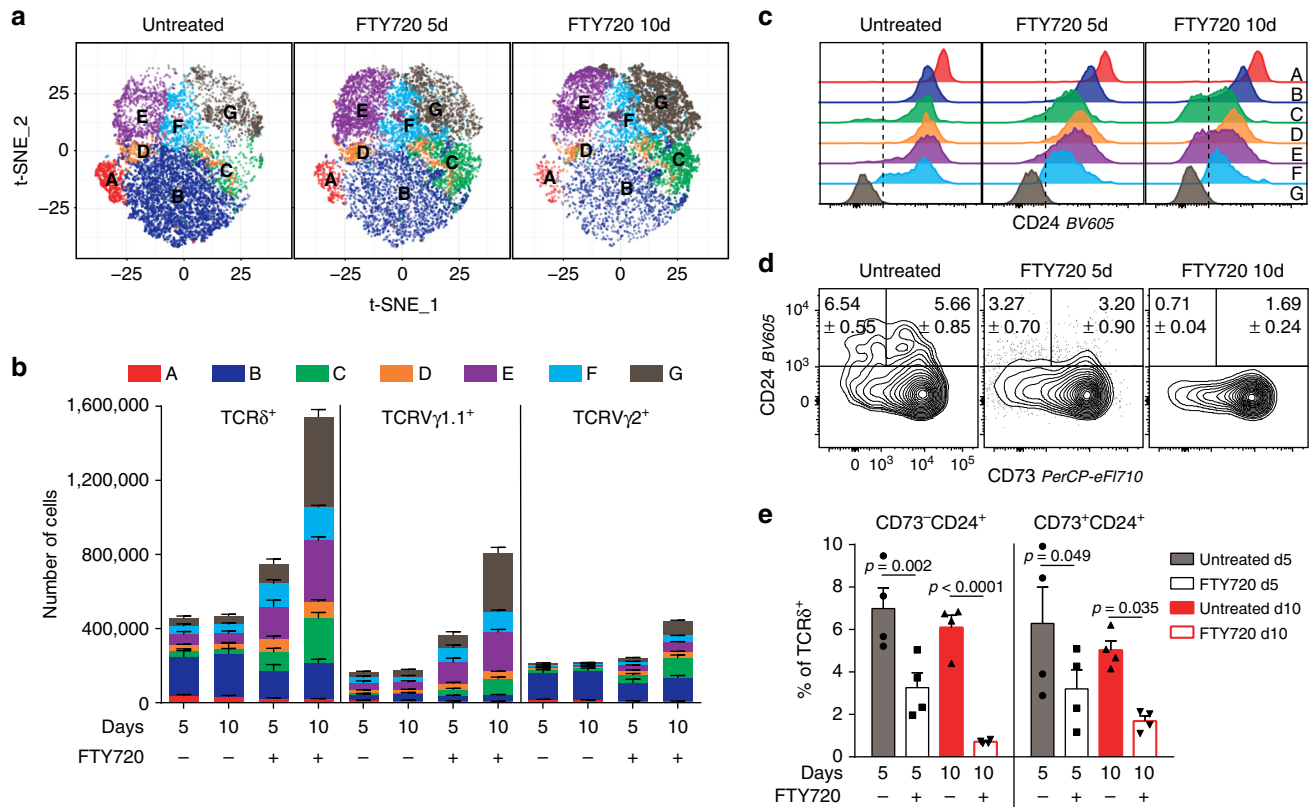 a
Untreated
FTY720 5d
FTY720 10d
t-SNE_2
25
0
−25
E
G
F
D
A
C
B
E
G
F
D
A
C
B
E
G
F
D
A
C
B
−25
0
25
−25
0
25
−25
0
25
t-SNE_1
b
A
B
C
D
E
F
G
Number of cells
1,600,000
1,200,000
800,000
400,000
0
TCRδ+
TCRVγ1.1+
TCRVγ2+
Days
5
10
5
10
5
10
5
10
5
10
5
10
FTY720
−
−
+
+
−
−
+
+
−
−
+
+
c
Untreated
FTY720 5d
FTY720 10d
A
B
C
D
E
F
G
CD24 BV605
d
Untreated
FTY720 5d
FTY720 10d
CD24 BV605
10^4
10^3
0
6.54
± 0.55
5.66
± 0.85
3.27
± 0.70
3.20
± 0.90
0.71
± 0.04
1.69
± 0.24
0
10^3
10^4
10^5
CD73 PerCP-eFl710
e
CD73−CD24+
CD73+CD24+
% of TCRδ+
10
8
6
4
2
0
p = 0.002
p < 0.0001
p = 0.049
p = 0.035
Untreated d5
FTY720 d5
Untreated d10
FTY720 d10
Days
5
5
10
10
5
5
10
10
FTY720
−
+
−
+
−
+
−
+